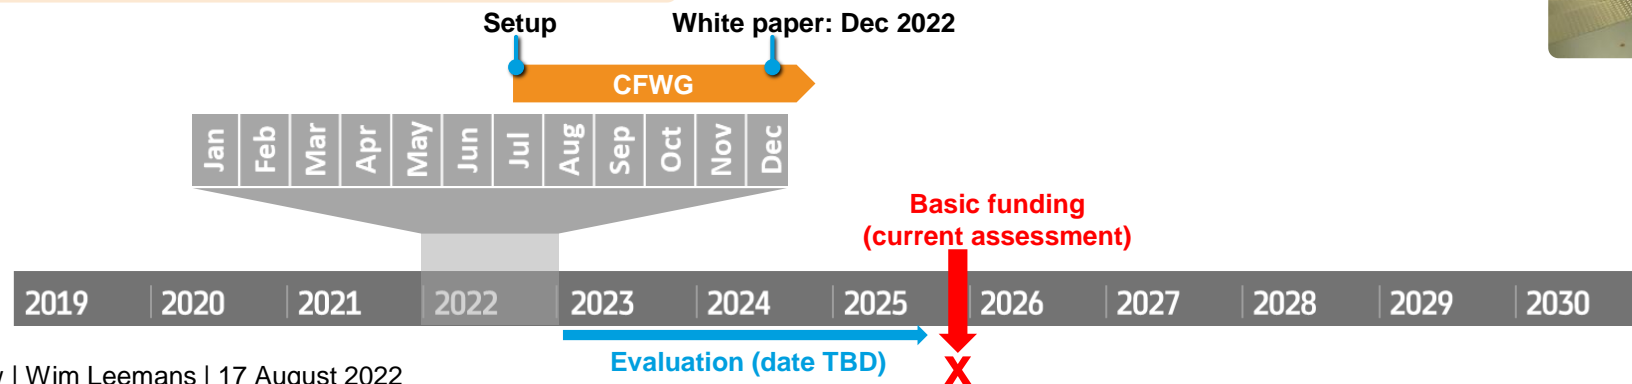 Setup
White paper: Dec 2022
CFWG
Jan Feb Mar Apr May Jun Jul Aug Sep Oct Nov Dec
Basic funding
(current assessment)
2019 2020 2021 2022 2023 2024 2025 2026 2027 2028 2029 2030
Evaluation (date TBD)
X
| Wim Leemans | 17 August 2022